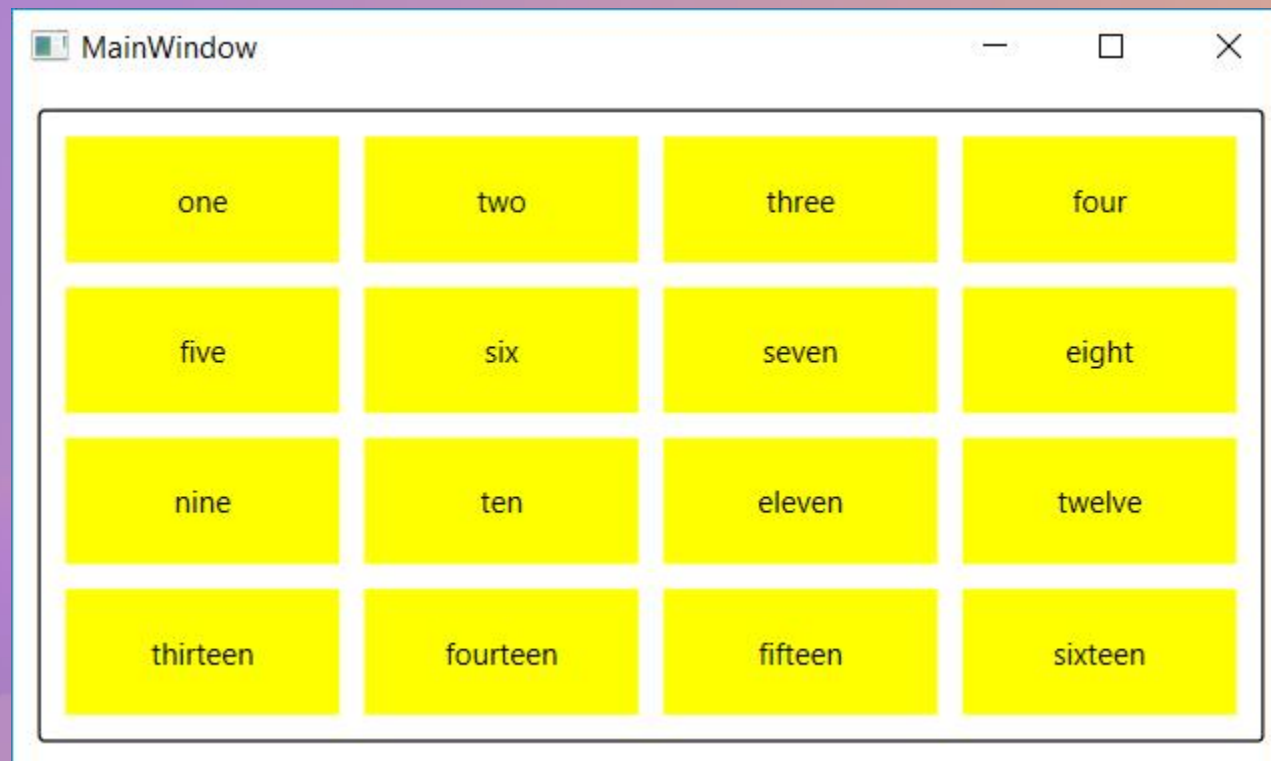 MainWindow
one two three four
five six seven eight
nine ten eleven twelve
thirteen fourteen fifteen sixteen